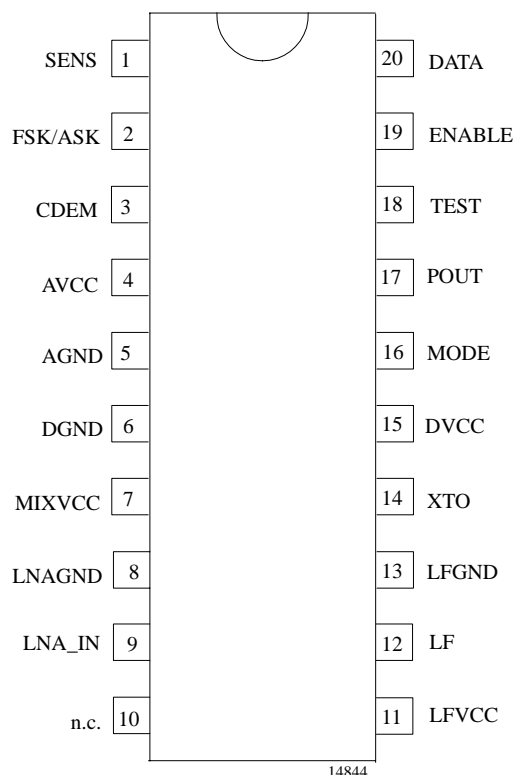 SENS 1 20 DATA
FSK/ASK 2 19 ENABLE
CDEM 3 18 TEST
AVCC 4 17 POUT
AGND 5 16 MODE
DGND 6 15 DVCC
MIXVCC 7 14 XTO
LNAGND 8 13 LFGND
LNA_IN 9 12 LF
n.c. 10 11 LFVCC
14844